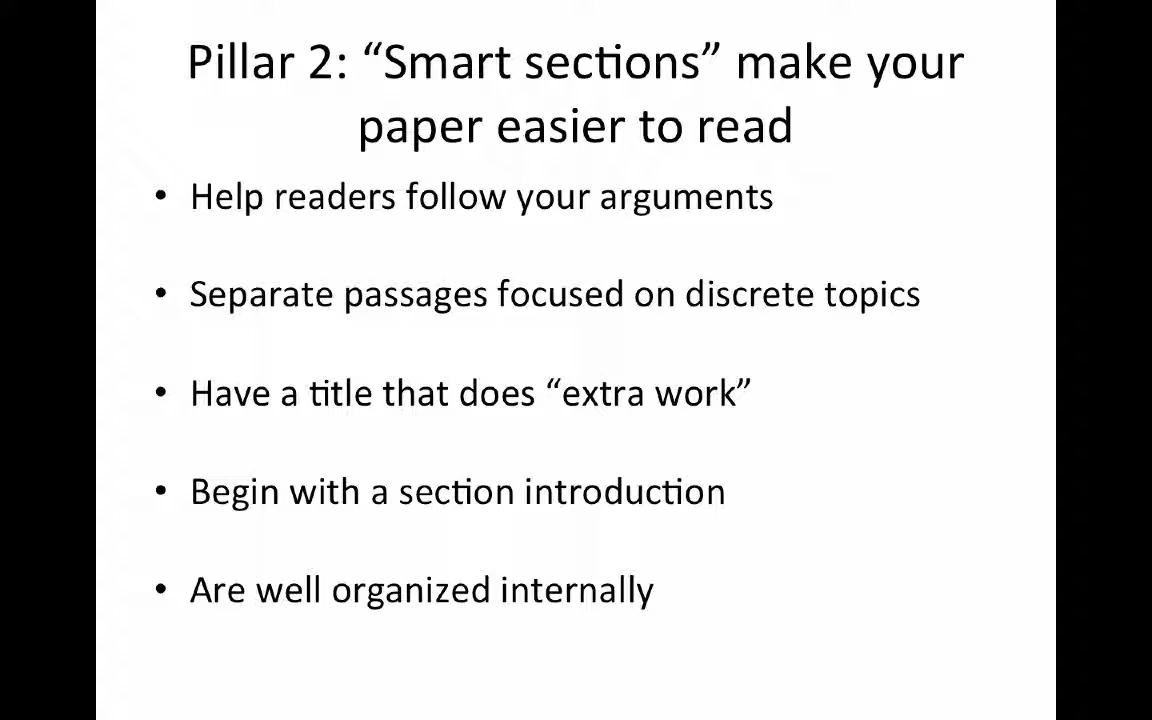 Pillar 2: “Smart sections” make your
paper easier to read
• Help readers follow your arguments
• Separate passages focused on discrete topics
• Have a title that does “extra work”
• Begin with a section introduction
• Are well organized internally